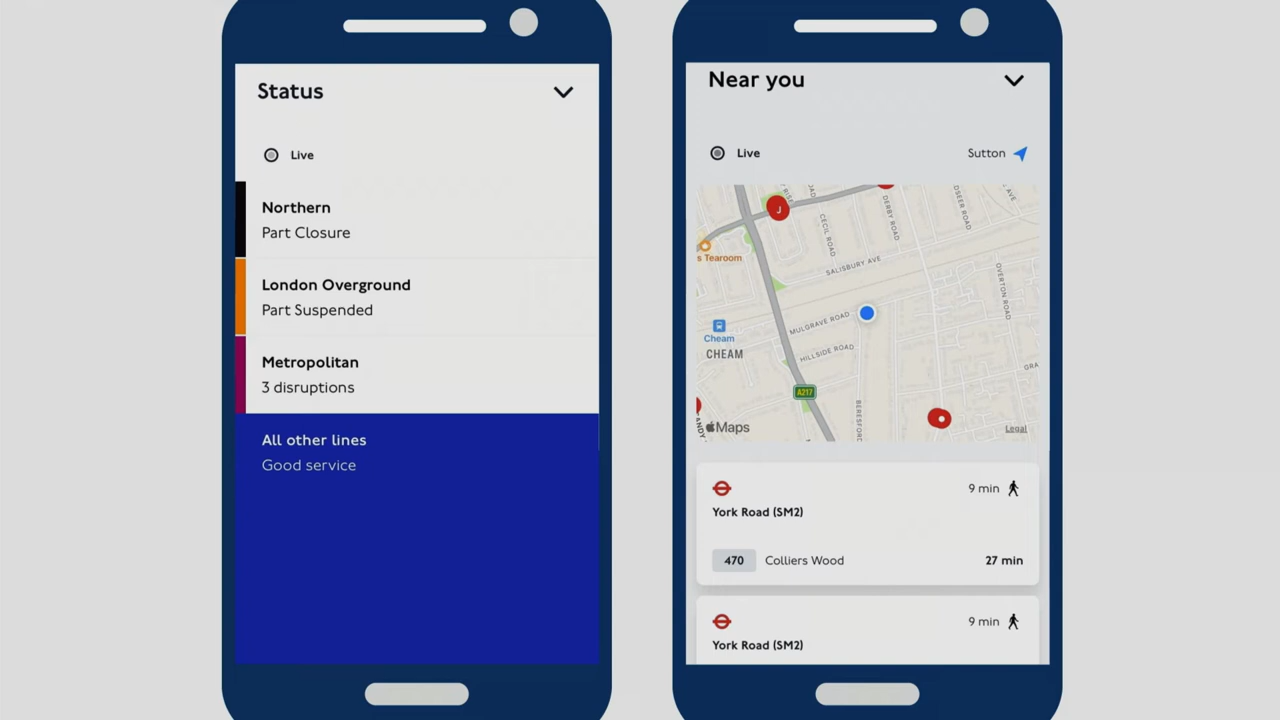 Status
Live
Northern
Part Closure
London Overground
Part Suspended
Metropolitan
3 disruptions
All other lines
Good service
Near you
Live
Sutton
J
DERBY ROAD
CECIL ROAD
s Tearoom
SALISBURY AVE
OVERTON ROAD
MULGRAVE ROAD
Cheam
CHEAM
HILLSIDE ROAD
GRA
A217
BERESFORD
Maps
Legal
9 min
York Road (SM2)
470 Colliers Wood 27 min
9 min
York Road (SM2)